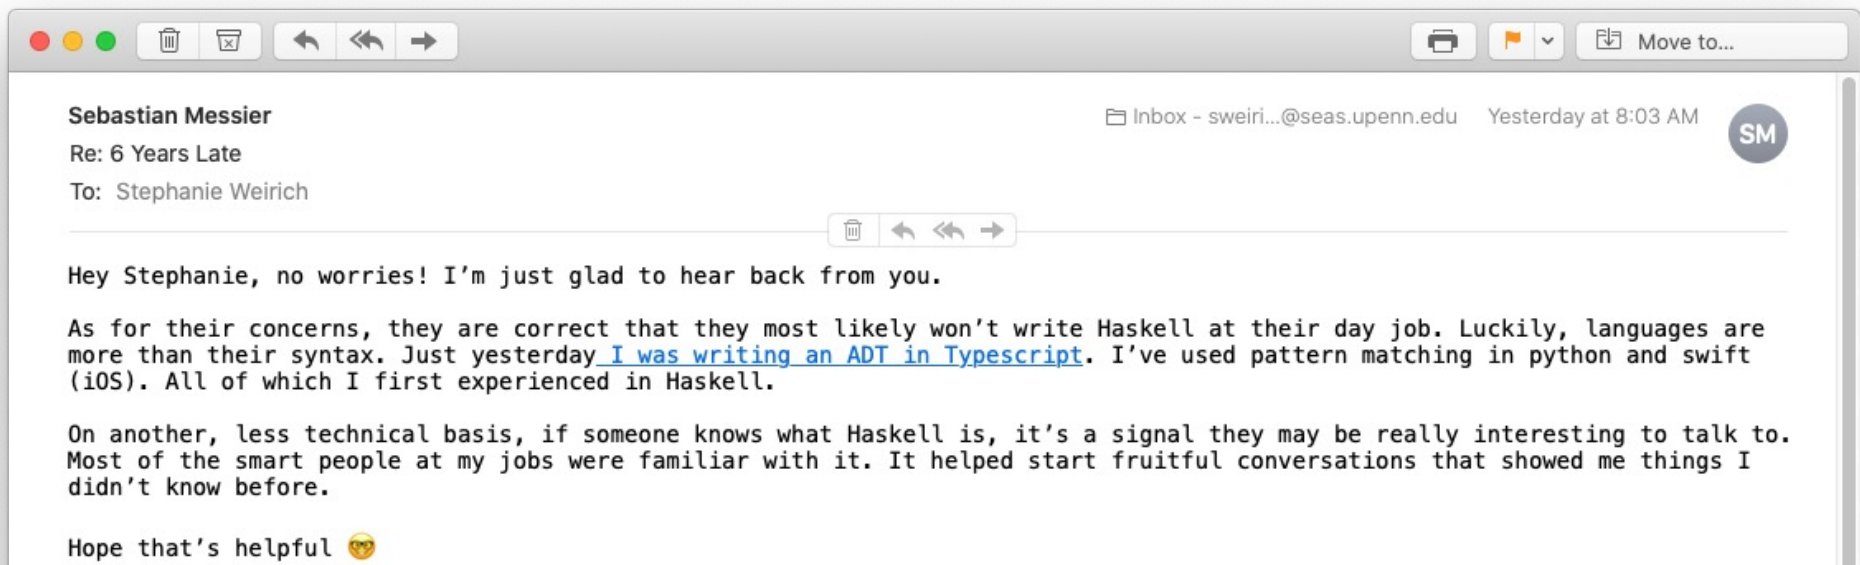 Move to...
Sebastian Messier
Inbox - sweiri...@seas.upenn.edu
Yesterday at 8:03 AM
SM
Re: 6 Years Late
To: Stephanie Weirich
Hey Stephanie, no worries! I’m just glad to hear back from you.
As for their concerns, they are correct that they most likely won’t write Haskell at their day job. Luckily, languages are
more than their syntax. Just yesterday I was writing an ADT in Typescript. I’ve used pattern matching in python and swift
(iOS). All of which I first experienced in Haskell.
On another, less technical basis, if someone knows what Haskell is, it’s a signal they may be really interesting to talk to.
Most of the smart people at my jobs were familiar with it. It helped start fruitful conversations that showed me things I
didn’t know before.
Hope that’s helpful 🤓